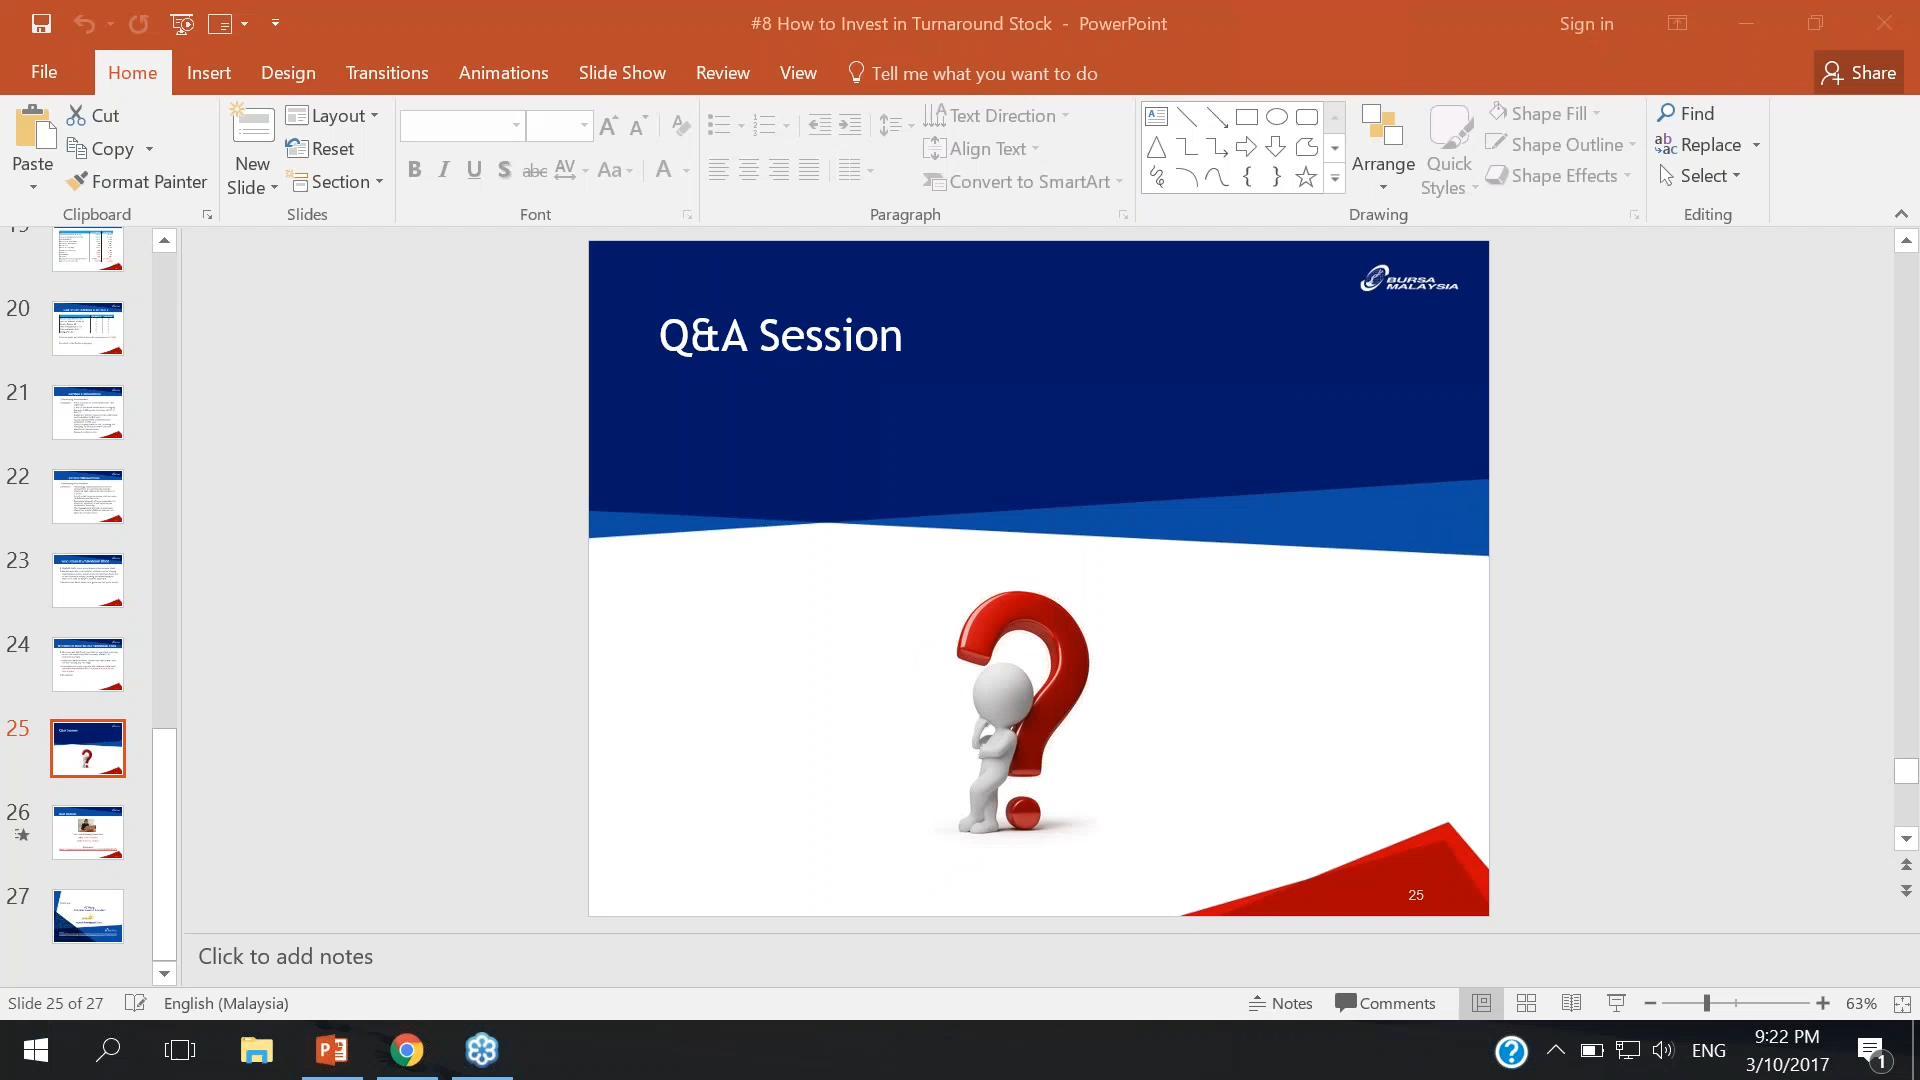 #8 How to Invest in Turnaround Stock - PowerPoint
Sign in
File Home Insert Design Transitions Animations Slide Show Review View Tell me what you want to do Share
Paste
Cut
Copy
Format Painter
Clipboard
New Slide
Layout
Reset
Section
Slides
B I U S abc AV Aa A
Font
Text Direction
Align Text
Convert to SmartArt
Paragraph
Arrange
Quick Styles
Shape Fill
Shape Outline
Shape Effects
Drawing
Find
Replace
Select
Editing
20
21
22
23
24
25
26
27
BURSA MALAYSIA
Q&A Session
25
Click to add notes
Slide 25 of 27 English (Malaysia) Notes Comments 63%
ENG
9:22 PM
3/10/2017
1